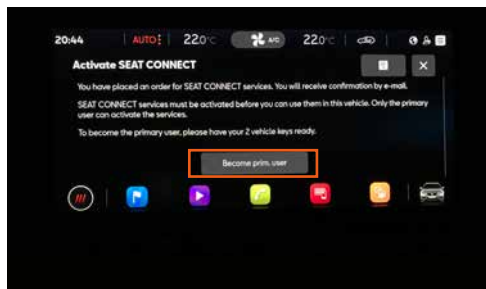 20:44 AUTO 22.0°C A/C 22.0°C
Activate SEAT CONNECT
You have placed an order for SEAT CONNECT services. You will receive confirmation by e-mail.
SEAT CONNECT services must be activated before you can use them in this vehicle. Only the primary
user can activate the services.
To become the primary user, please have your 2 vehicle keys ready.
Become prim. user